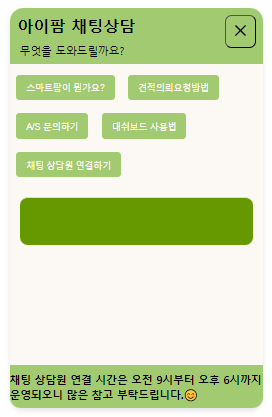 아이팜 채팅상담
무엇을 도와드릴까요?
스마트팜이 뭔가요?
견적의뢰요청방법
A/S 문의하기
대쉬보드 사용법
채팅 상담원 연결하기
채팅 상담원 연결 시간은 오전 9시부터 오후 6시까지
운영되오니 많은 참고 부탁드립니다.😊